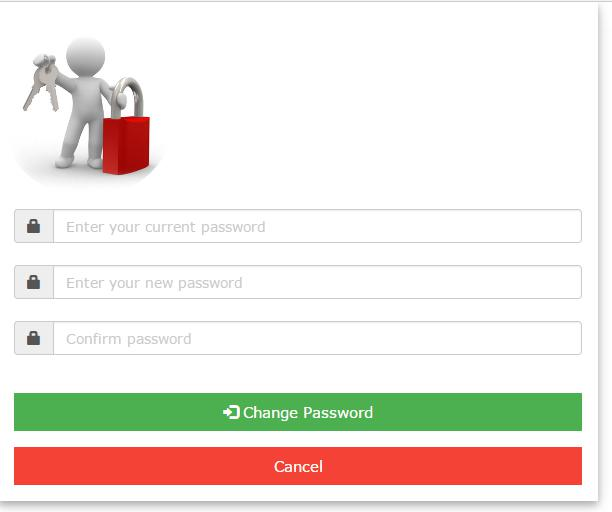 Enter your current password
Enter your new password
Confirm password
Change Password
Cancel